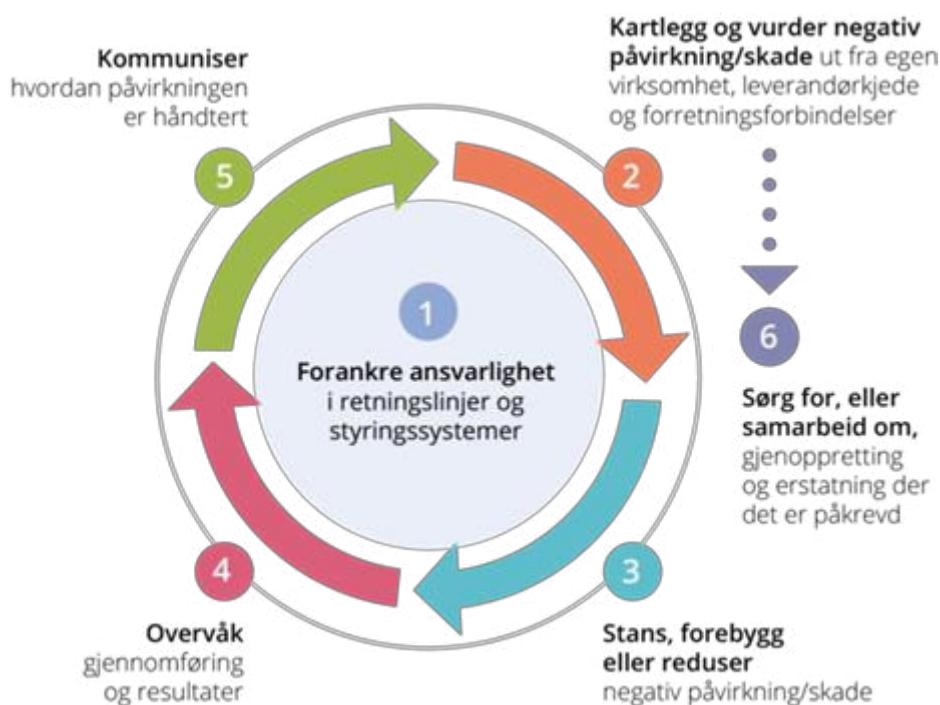 1
Forankre ansvarlighet
i retningslinjer og
styringssystemer
2
Kartlegg og vurder negativ
påvirkning/skade ut fra egen
virksomhet, leverandørkjede
og forretningsforbindelser
3
Stans, forebygg
eller reduser
negativ påvirkning/skade
4
Overvåk
gjennomføring
og resultater
5
Kommuniser
hvordan påvirkningen
er håndtert
6
Sørg for, eller
samarbeid om,
gjenoppretting
og erstatning der
det er påkrevd